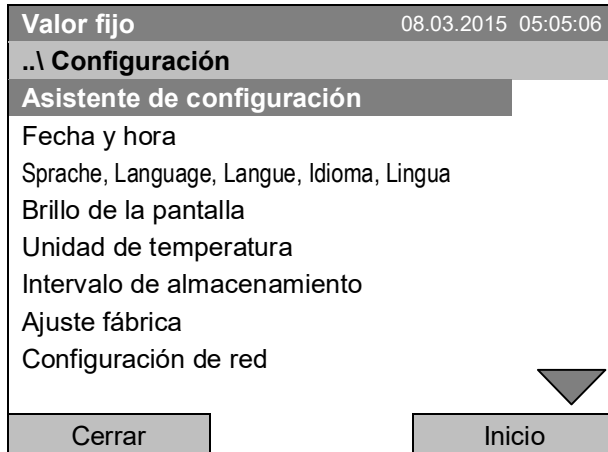 Valor fijo 08.03.2015 05:05:06
..\ Configuración
Asistente de configuración
Fecha y hora
Sprache, Language, Langue, Idioma, Lingua
Brillo de la pantalla
Unidad de temperatura
Intervalo de almacenamiento
Ajuste fábrica
Configuración de red
Cerrar Inicio